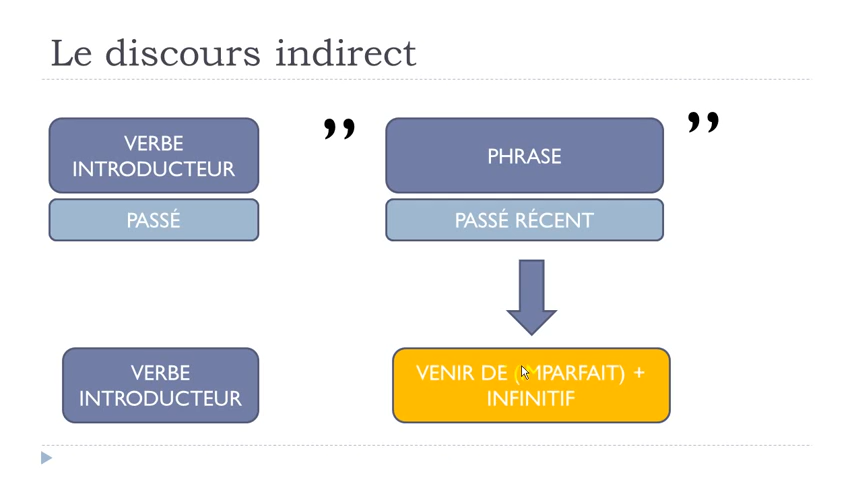 Le discours indirect
VERBE
INTRODUCTEUR
”
PHRASE
”
PASSÉ
PASSÉ RÉCENT
VERBE
INTRODUCTEUR
VENIR DE (IMPARFAIT) +
INFINITIF